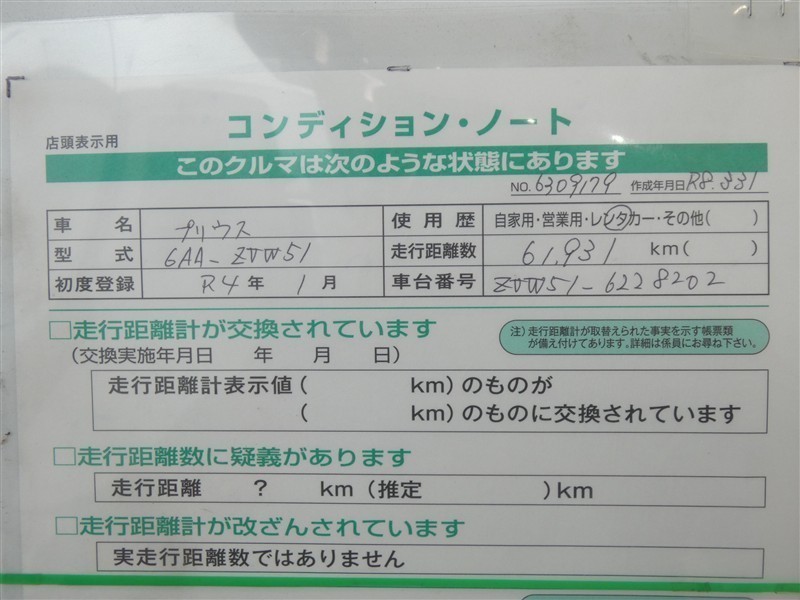 コンディション・ノート
店頭表示用
このクルマは次のような状態にあります
NO. 6309179 作成年月日 R8.3.31
車名 プリウス 使用歴 自家用・営業用・レンタカー・その他( )
型式 6AA-ZVW51 走行距離数 61,931 km( )
初度登録 R4年 1月 車台番号 ZVW51-6228202
□走行距離計が交換されています
注)走行距離計が取替えられた事実を示す帳票類
が備え付けてあります。詳細は係員にお尋ね下さい。
(交換実施年月日 年 月 日)
走行距離計表示値( km)のものが
( km)のものに交換されています
□走行距離数に疑義があります
走行距離 ? km(推定 )km
□走行距離計が改ざんされています
実走行距離数ではありません